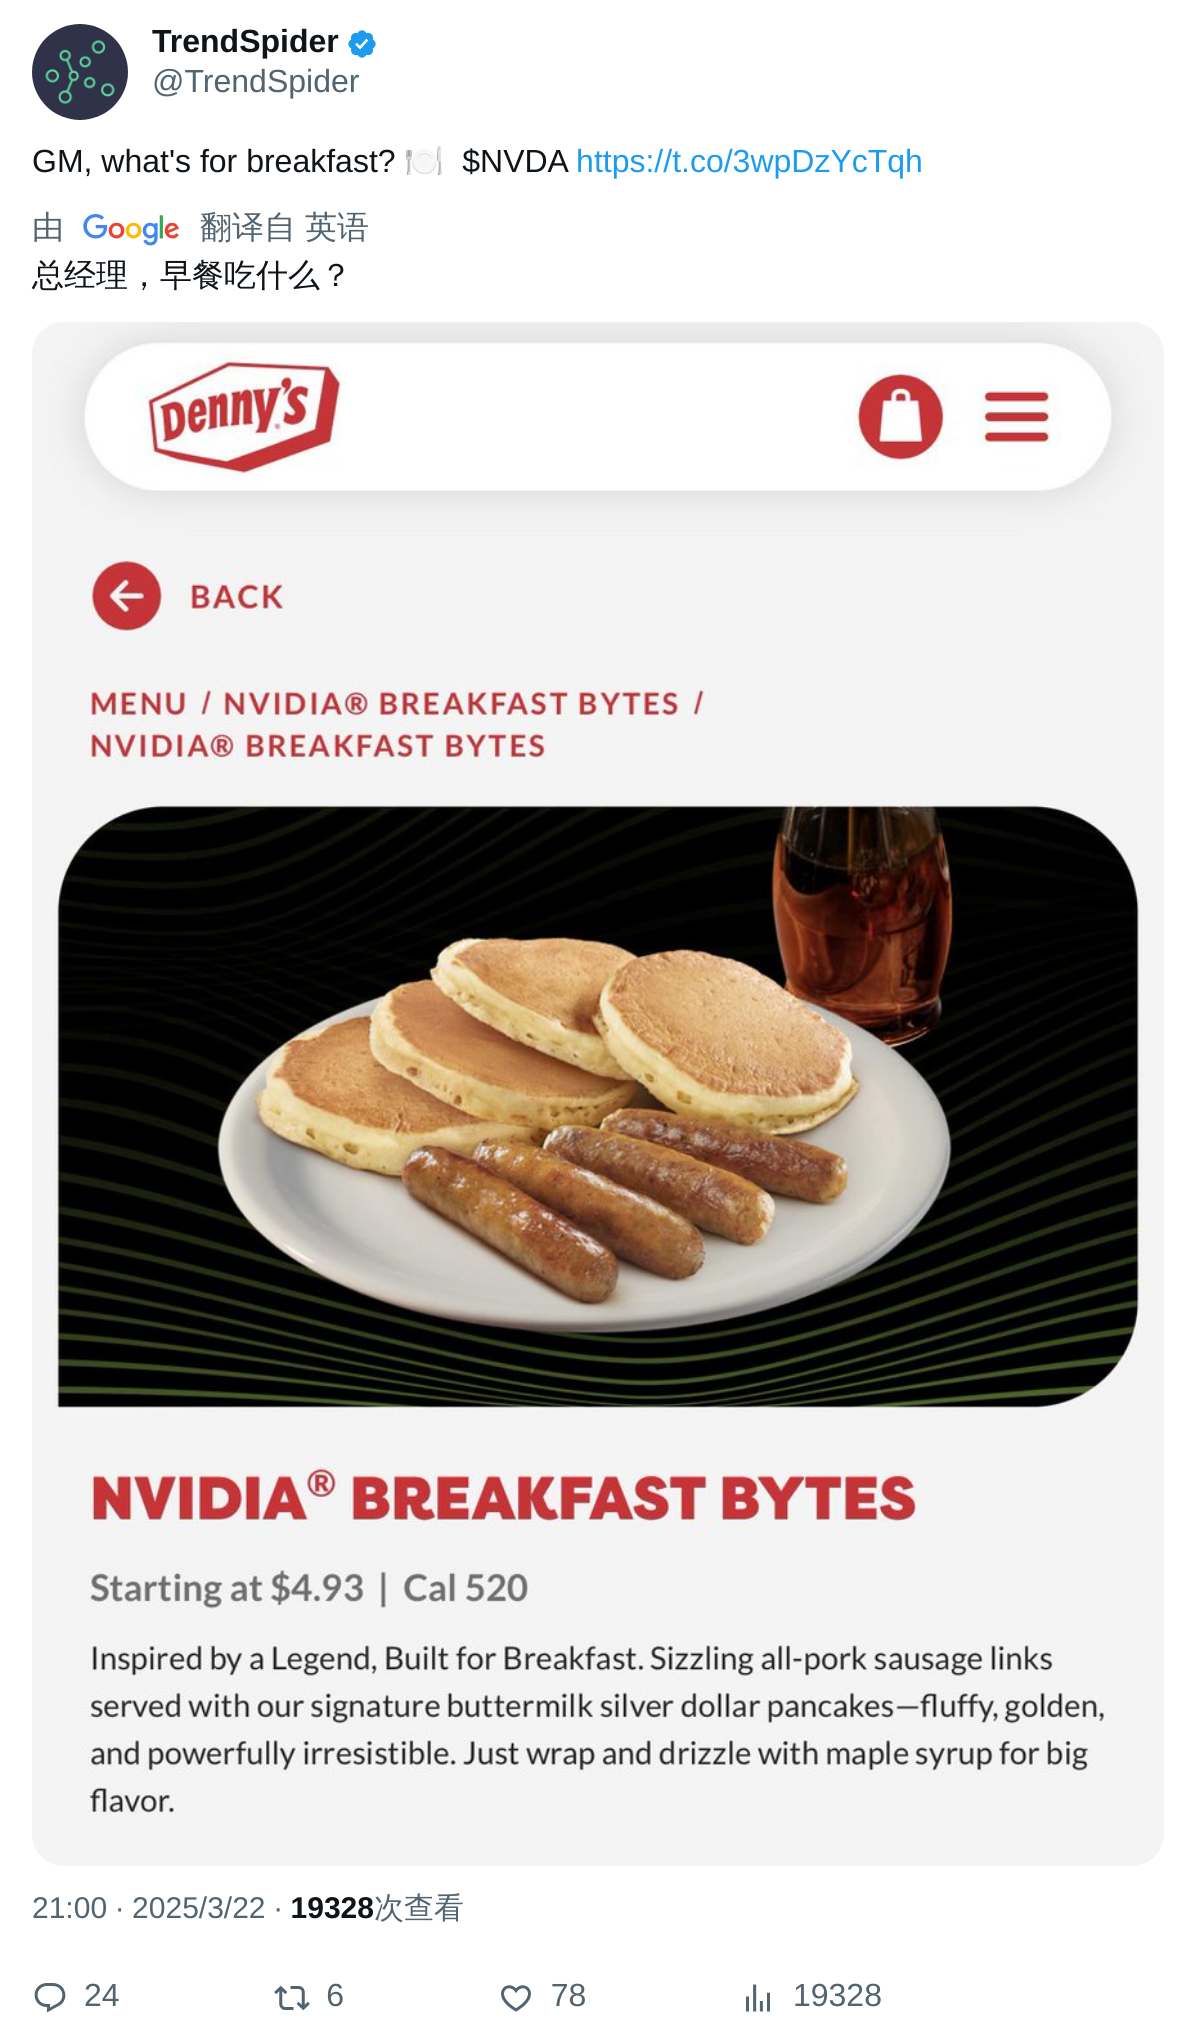 TrendSpider
@TrendSpider
GM, what's for breakfast? 🍽️ $NVDA https://t.co/3wpDzYcTqh
由 Google 翻译自 英语
总经理，早餐吃什么？
Denny's
BACK
MENU / NVIDIA® BREAKFAST BYTES /
NVIDIA® BREAKFAST BYTES
NVIDIA® BREAKFAST BYTES
Starting at $4.93 | Cal 520
Inspired by a Legend, Built for Breakfast. Sizzling all-pork sausage links
served with our signature buttermilk silver dollar pancakes—fluffy, golden,
and powerfully irresistible. Just wrap and drizzle with maple syrup for big
flavor.
21:00 · 2025/3/22 · 19328次查看
24 6 78 19328